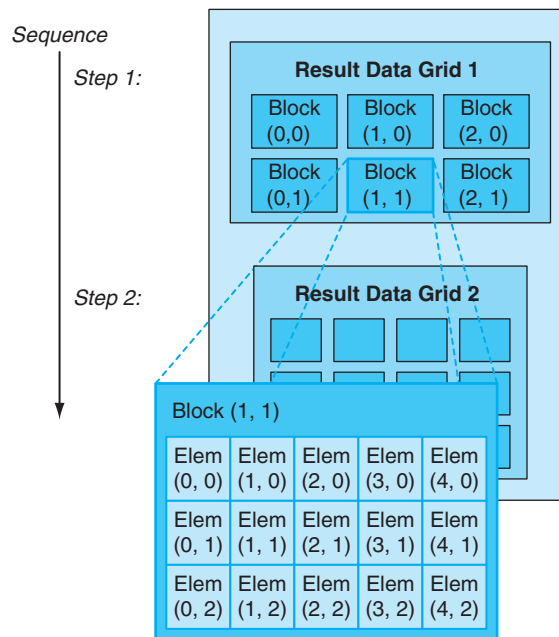 Sequence
Step 1:
Result Data Grid 1
Block
(0,0)
Block
(1, 0)
Block
(2, 0)
Block
(0,1)
Block
(1, 1)
Block
(2, 1)
Step 2:
Result Data Grid 2
Block (1, 1)
Elem
(0, 0)
Elem
(1, 0)
Elem
(2, 0)
Elem
(3, 0)
Elem
(4, 0)
Elem
(0, 1)
Elem
(1, 1)
Elem
(2, 1)
Elem
(3, 1)
Elem
(4, 1)
Elem
(0, 2)
Elem
(1, 2)
Elem
(2, 2)
Elem
(3, 2)
Elem
(4, 2)